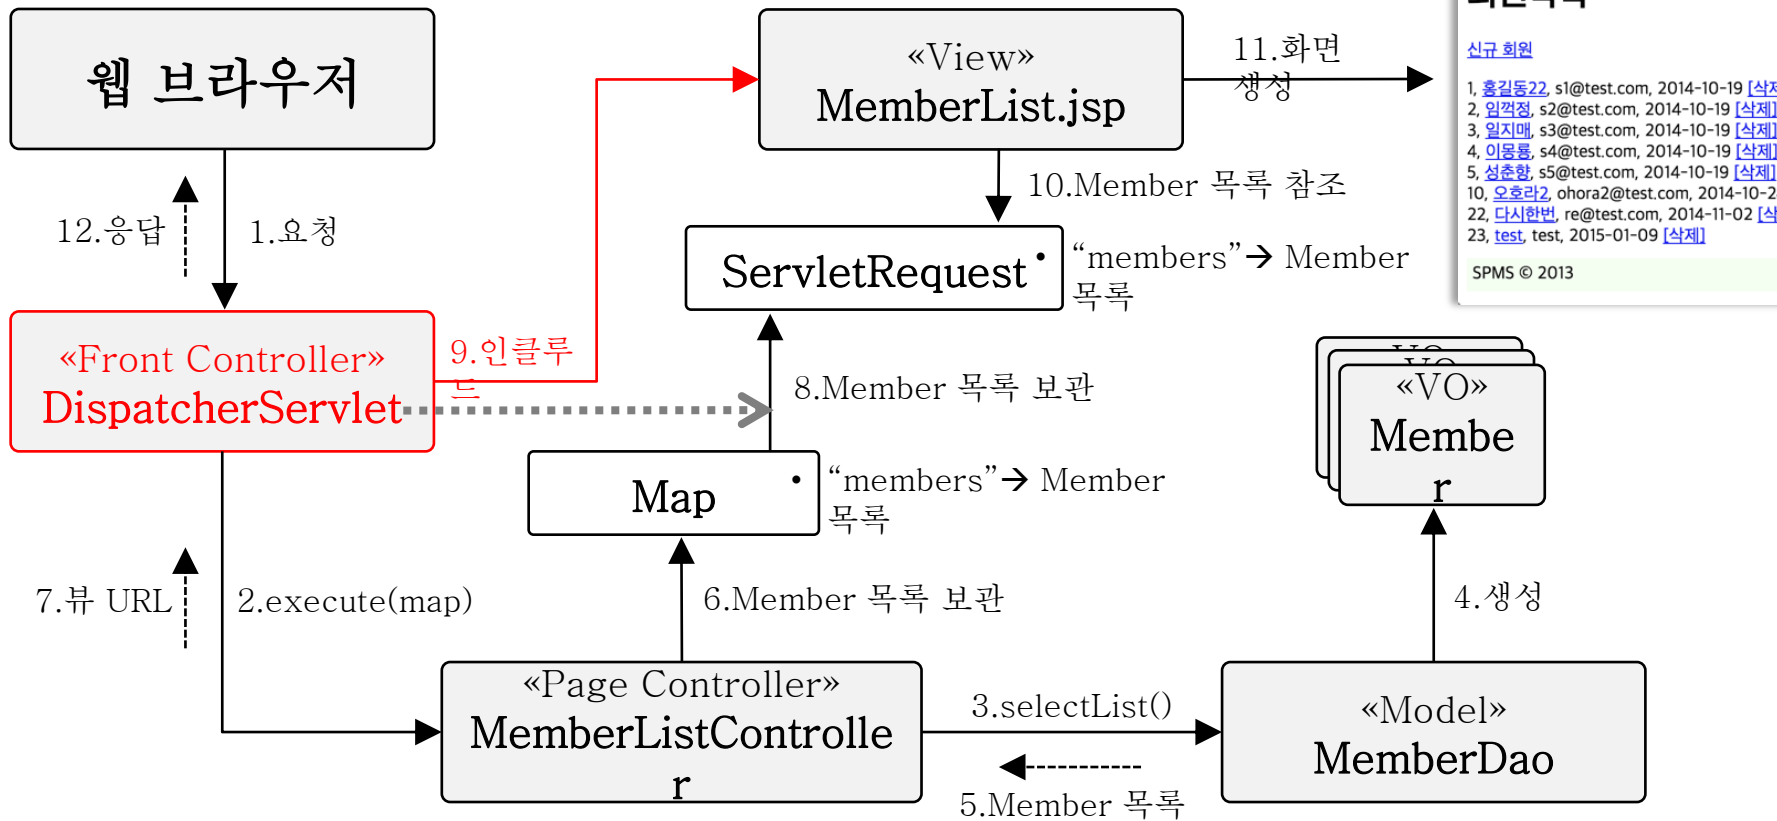 웹 브라우저
«View»
MemberList.jsp
11.화면
생성
신규 회원
1, 홍길동22, s1@test.com, 2014-10-19 [삭제
2, 임꺽정, s2@test.com, 2014-10-19 [삭제]
3, 일지매, s3@test.com, 2014-10-19 [삭제]
4, 이몽룡, s4@test.com, 2014-10-19 [삭제]
5, 성춘향, s5@test.com, 2014-10-19 [삭제]
10, 오호라2, ohora2@test.com, 2014-10-2
22, 다시한번, re@test.com, 2014-11-02 [삭
23, test, test, 2015-01-09 [삭제]
SPMS © 2013
12.응답
1.요청
10.Member 목록 참조
ServletRequest
• “members”→ Member
목록
«Front Controller»
DispatcherServlet
9.인클루
드
8.Member 목록 보관
Map
• “members”→ Member
목록
VO
VO
«VO»
Membe
r
7.뷰 URL
2.execute(map)
6.Member 목록 보관
4.생성
«Page Controller»
MemberListControlle
r
3.selectList()
5.Member 목록
«Model»
MemberDao